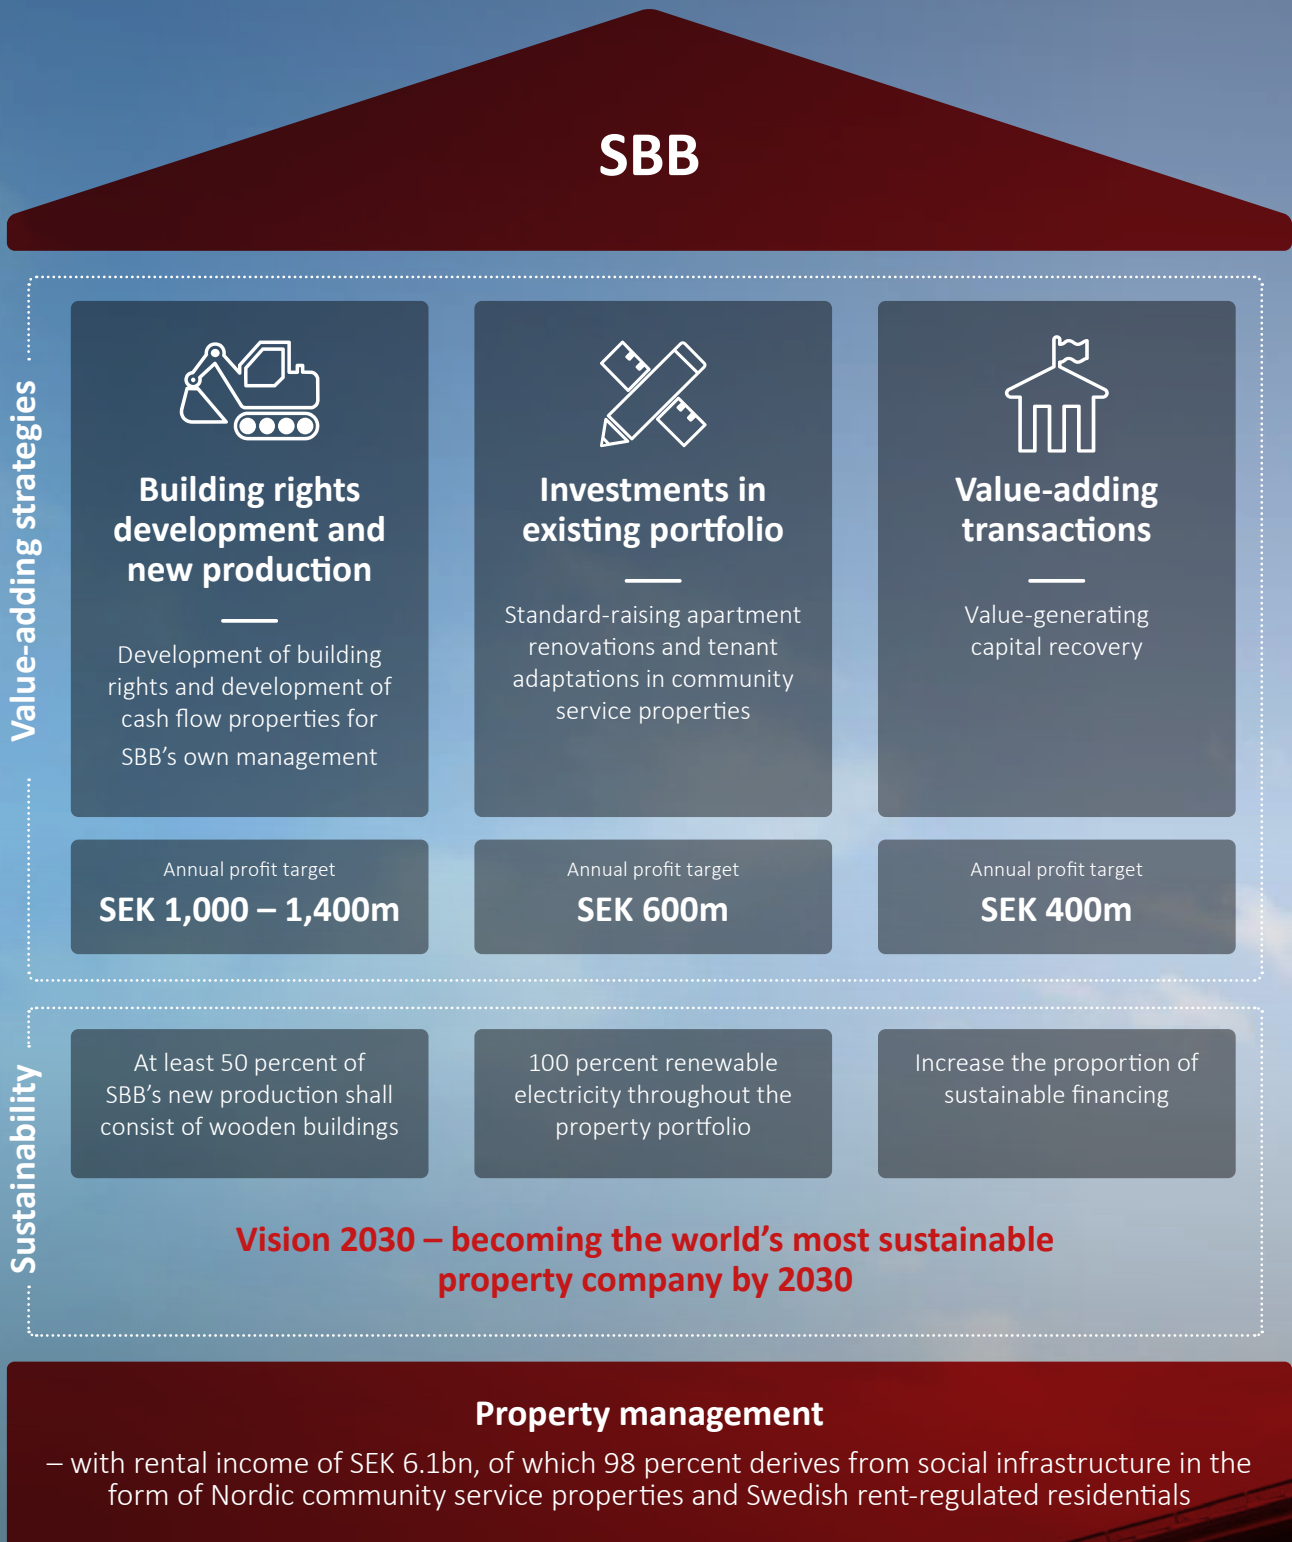 SBB
Value-adding strategies
Building rights
development and
new production
Development of building
rights and development of
cash flow properties for
SBB’s own management
Investments in
existing portfolio
Standard-raising apartment
renovations and tenant
adaptations in community
service properties
Value-adding
transactions
Value-generating
capital recovery
Annual profit target
SEK 1,000 – 1,400m
Annual profit target
SEK 600m
Annual profit target
SEK 400m
Sustainability
At least 50 percent of
SBB’s new production shall
consist of wooden buildings
100 percent renewable
electricity throughout the
property portfolio
Increase the proportion of
sustainable financing
Vision 2030 – becoming the world’s most sustainable
property company by 2030
Property management
– with rental income of SEK 6.1bn, of which 98 percent derives from social infrastructure in the
form of Nordic community service properties and Swedish rent-regulated residentials